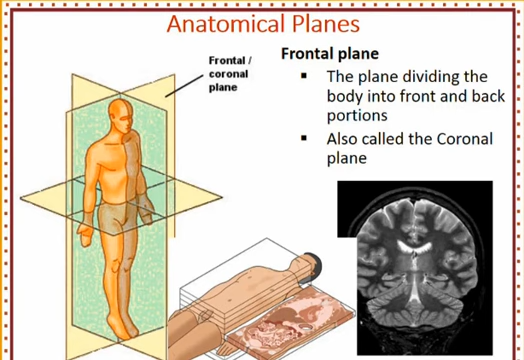 Anatomical Planes
Frontal /
coronal
plane
Frontal plane
▪ The plane dividing the
body into front and back
portions
▪ Also called the Coronal
plane